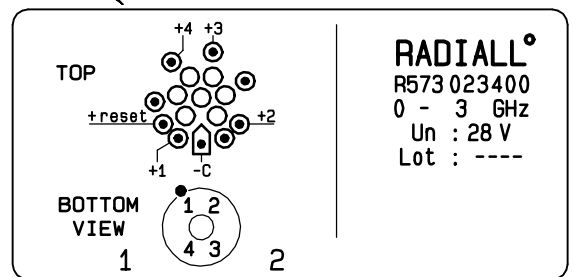 +4 +3
TOP
+reset +2
+1 -C
BOTTOM
VIEW
1 2
4 3
1 2
RADIALL°
R573 023400
0 - 3 GHz
Un : 28 V
Lot : ----